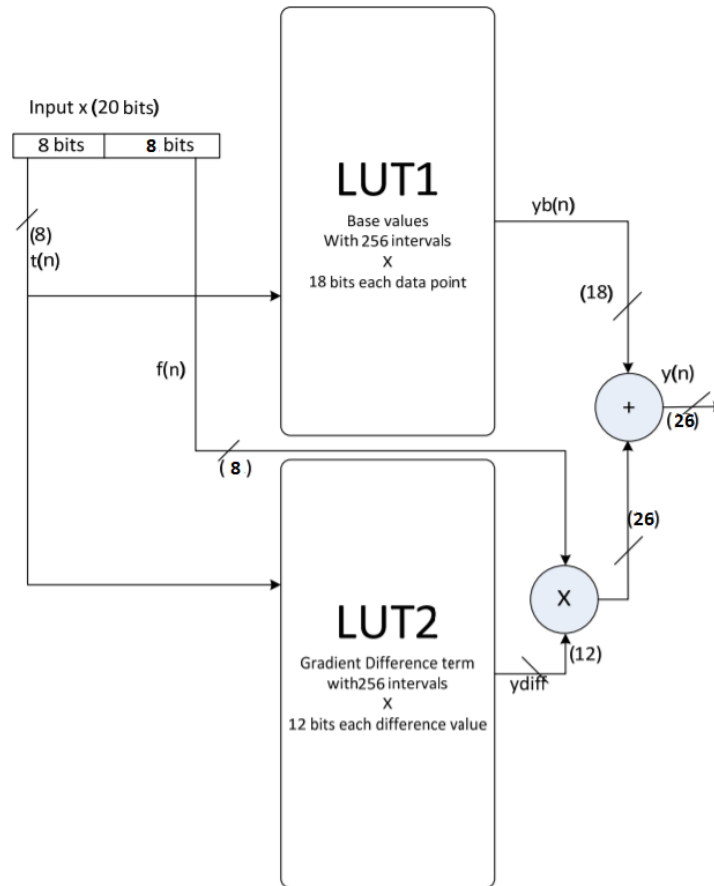 Input x (20 bits)
8 bits 8 bits
(8)
t(n)
f(n)
LUT1
Base values
With 256 intervals
X
18 bits each data point
yb(n)
(18)
y(n)
+
(26)
( 8 )
(26)
X
(12)
LUT2
Gradient Difference term
with256 intervals
X
12 bits each difference value
ydiff